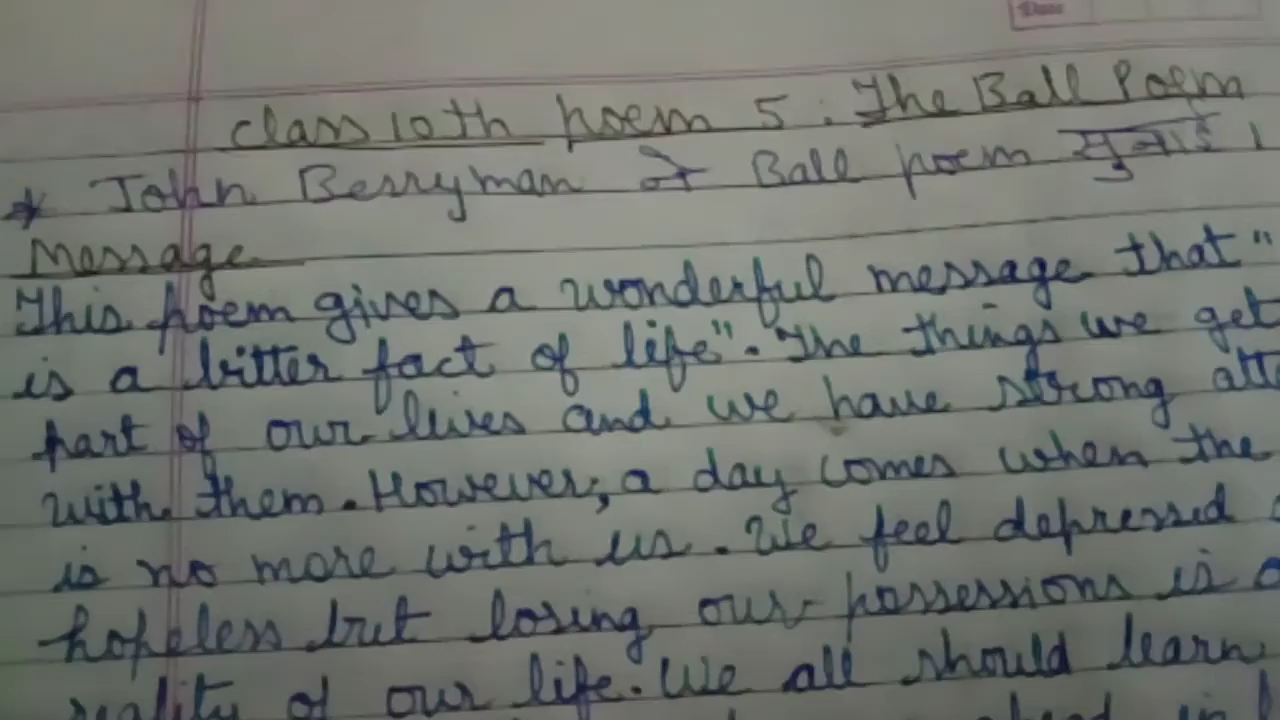 Date
class 10th poem 5 : The Ball Poem
* John Berryman ने Ball poem सुनाई ।
Message
This poem gives a wonderful message that "
is a bitter fact of life". The things we get
part of our lives and we have strong
with them. However, a day comes when the
is no more with us. We feel depressed
hopeless but losing our possessions is a
reality of our life. We all should learn